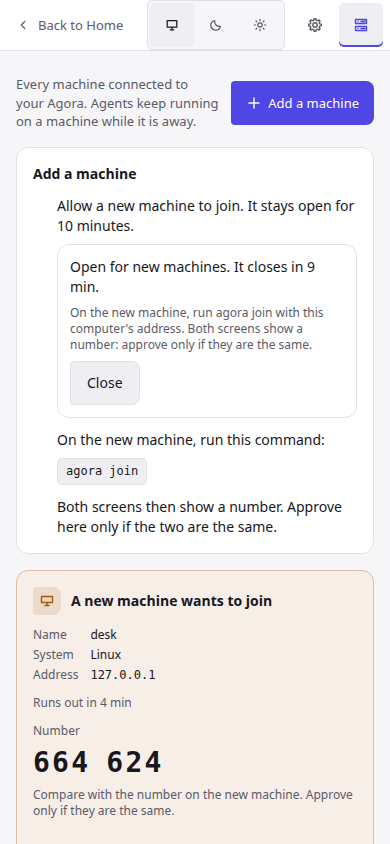 Back to Home
Every machine connected to
your Agora. Agents keep running
on a machine while it is away.
Add a machine
Add a machine
Allow a new machine to join. It stays open for
10 minutes.
Open for new machines. It closes in 9
min.
On the new machine, run agora join with this
computer's address. Both screens show a
number: approve only if they are the same.
Close
On the new machine, run this command:
agora join
Both screens then show a number. Approve
here only if the two are the same.
A new machine wants to join
Name desk
System Linux
Address 127.0.0.1
Runs out in 4 min
Number
664 624
Compare with the number on the new machine. Approve
only if they are the same.